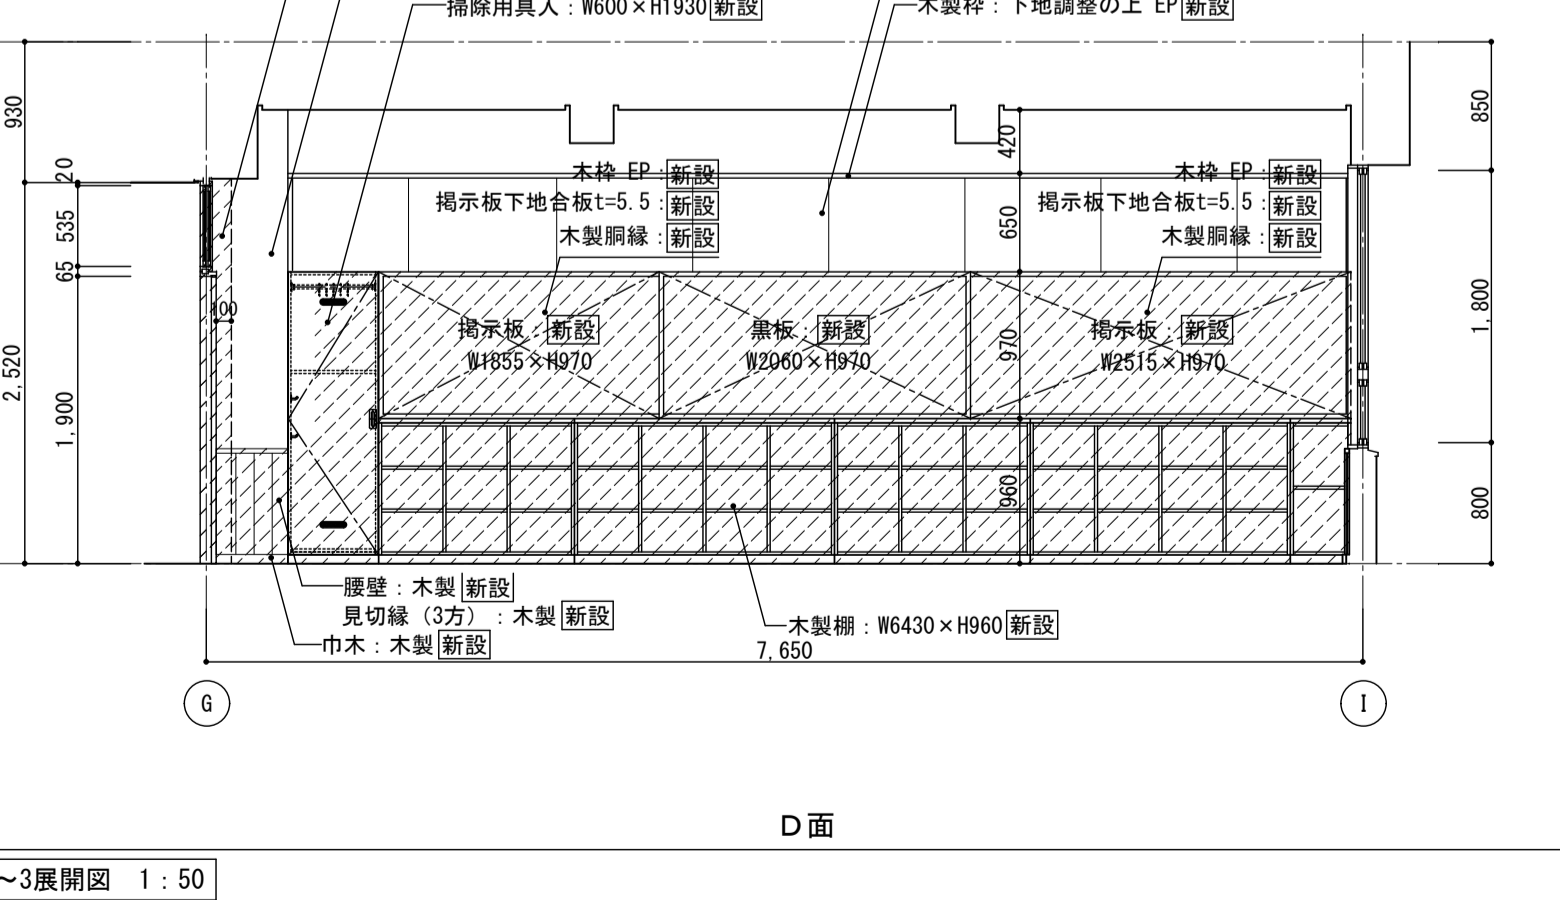 掃除用具入：W600×H1930 新設
木製枠：下地調整の上 EP 新設
930
20
535
65
2,520
1,900
100
420
650
970
960
850
1,800
800
木枠 EP：新設
掲示板下地合板t=5.5：新設
木製胴縁：新設
木枠 EP：新設
掲示板下地合板t=5.5：新設
木製胴縁：新設
掲示板：新設
W1855×H970
黒板：新設
W2060×H970
掲示板：新設
W2515×H970
腰壁：木製 新設
見切縁（3方）：木製 新設
巾木：木製 新設
木製棚：W6430×H960 新設
7,650
G
I
D面
～3展開図　1：50